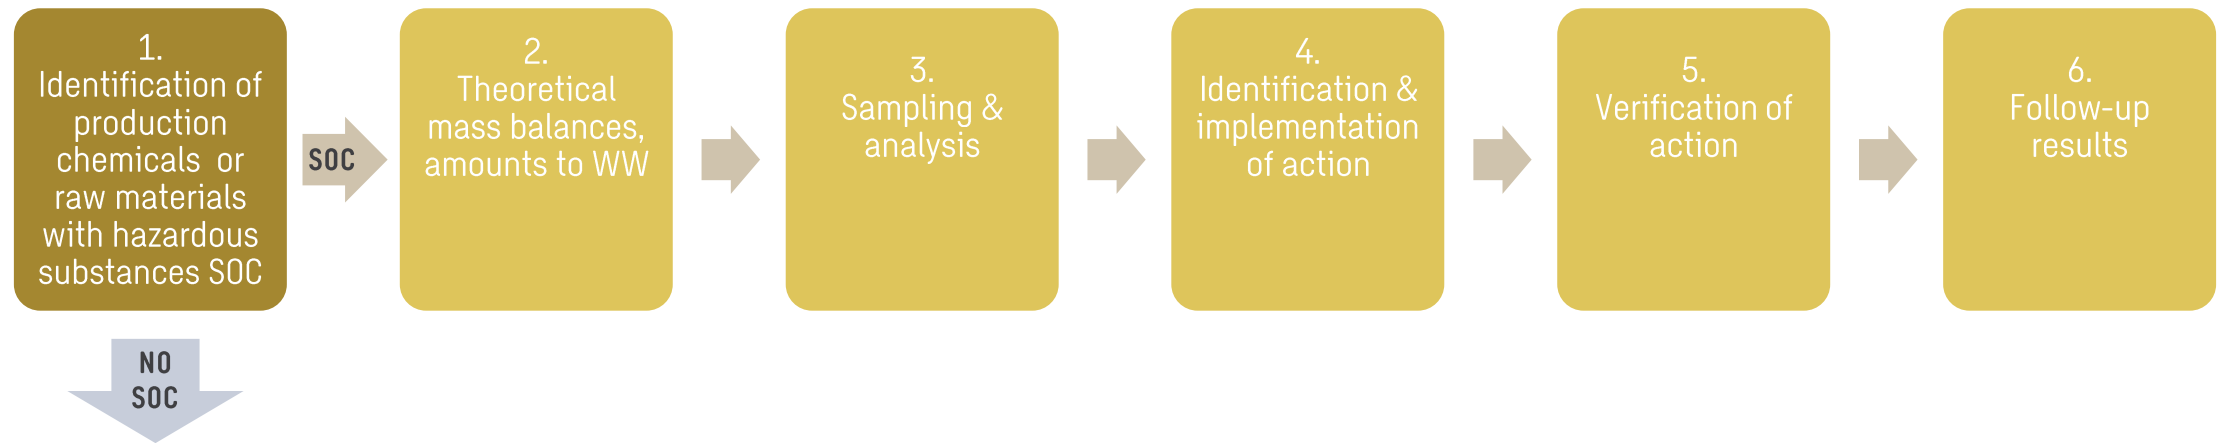 1.
Identification of
production
chemicals or
raw materials
with hazardous
substances SOC
SOC
2.
Theoretical
mass balances,
amounts to WW
3.
Sampling &
analysis
4.
Identification &
implementation
of action
5.
Verification of
action
6.
Follow-up
results
NO
SOC